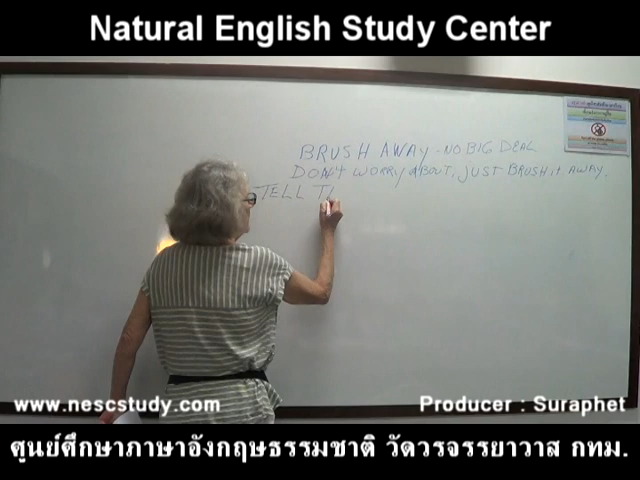 Natural English Study Center
BRUSH AWAY - NO BIG DEAL
DON'T WORRY ABOUT, JUST BRUSH it AWAY.
TELL
www.nescstudy.com
Producer : Suraphet
ศูนย์ศึกษาภาษาอังกฤษธรรมชาติ วัดวรจรรยาวาส กทม.